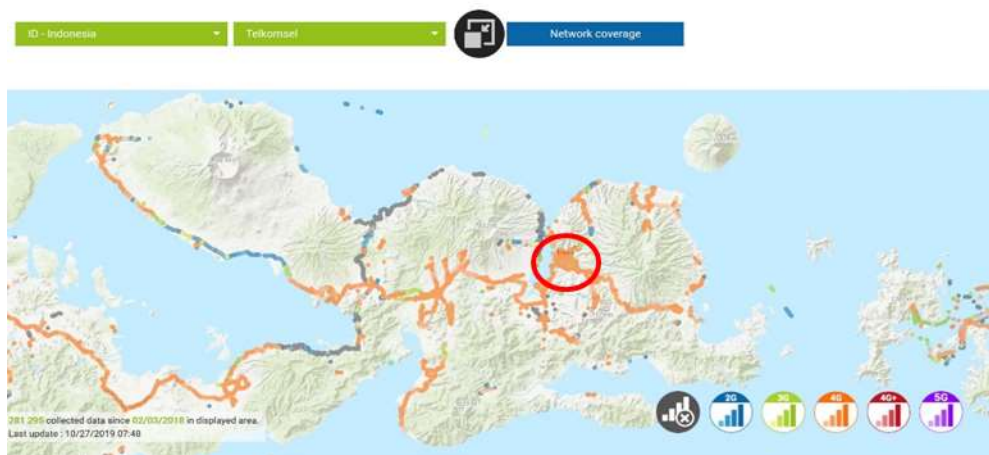 ID - Indonesia
Telkomsel
Network coverage
281 295 collected data since 02/03/2018 in displayed area.
Last update : 10/27/2019 07:48
2G
3G
4G
4G+
5G